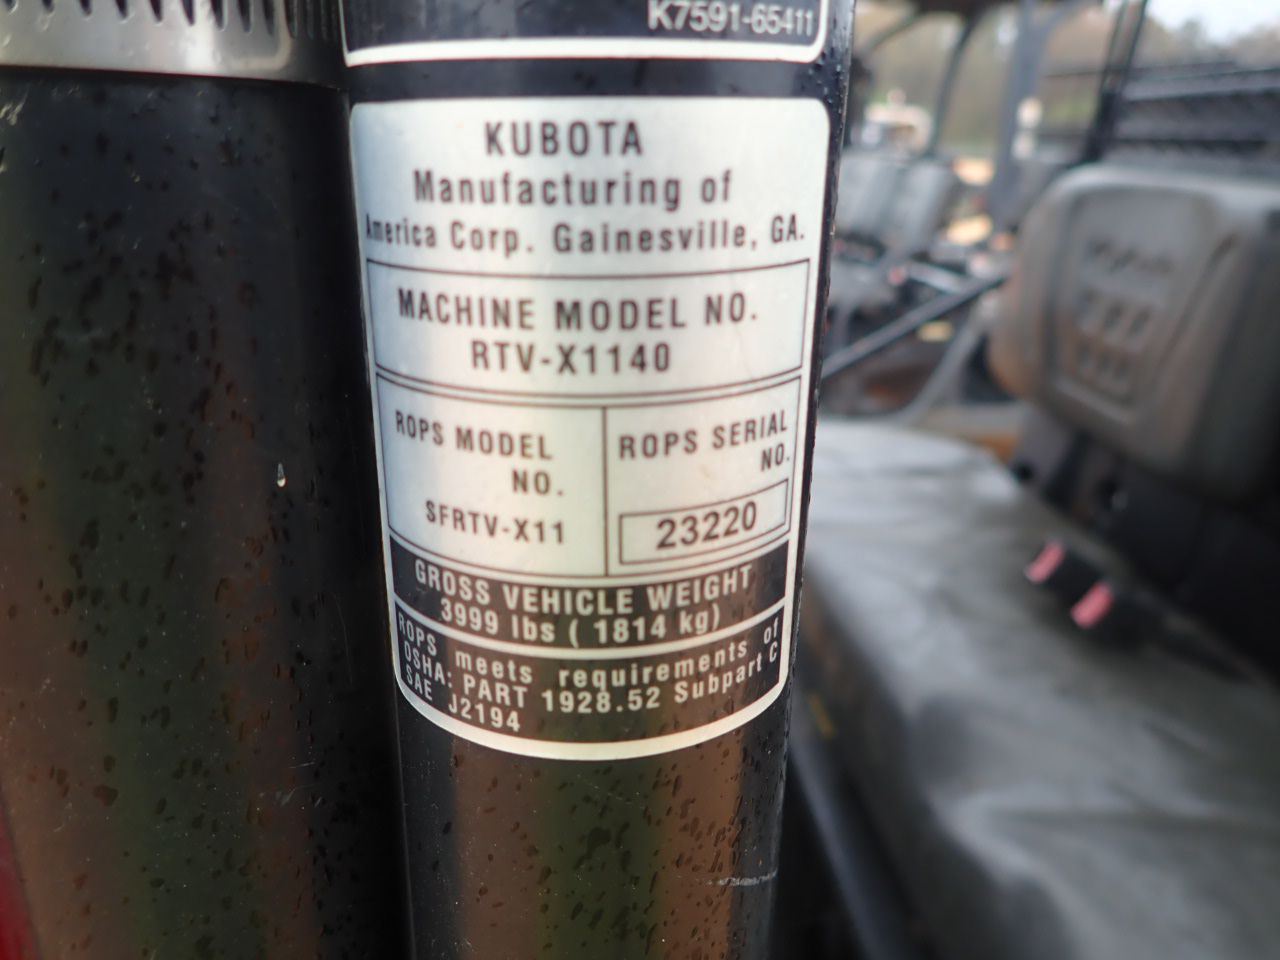 K7591-65411
KUBOTA
Manufacturing of
America Corp. Gainesville, GA.
MACHINE MODEL NO.
RTV-X1140
ROPS MODEL
NO.
SFRTV-X11
ROPS SERIAL
NO.
23220
GROSS VEHICLE WEIGHT
3999 lbs ( 1814 kg)
ROPS meets requirements of
OSHA: PART 1928.52 Subpart C
SAE J2194